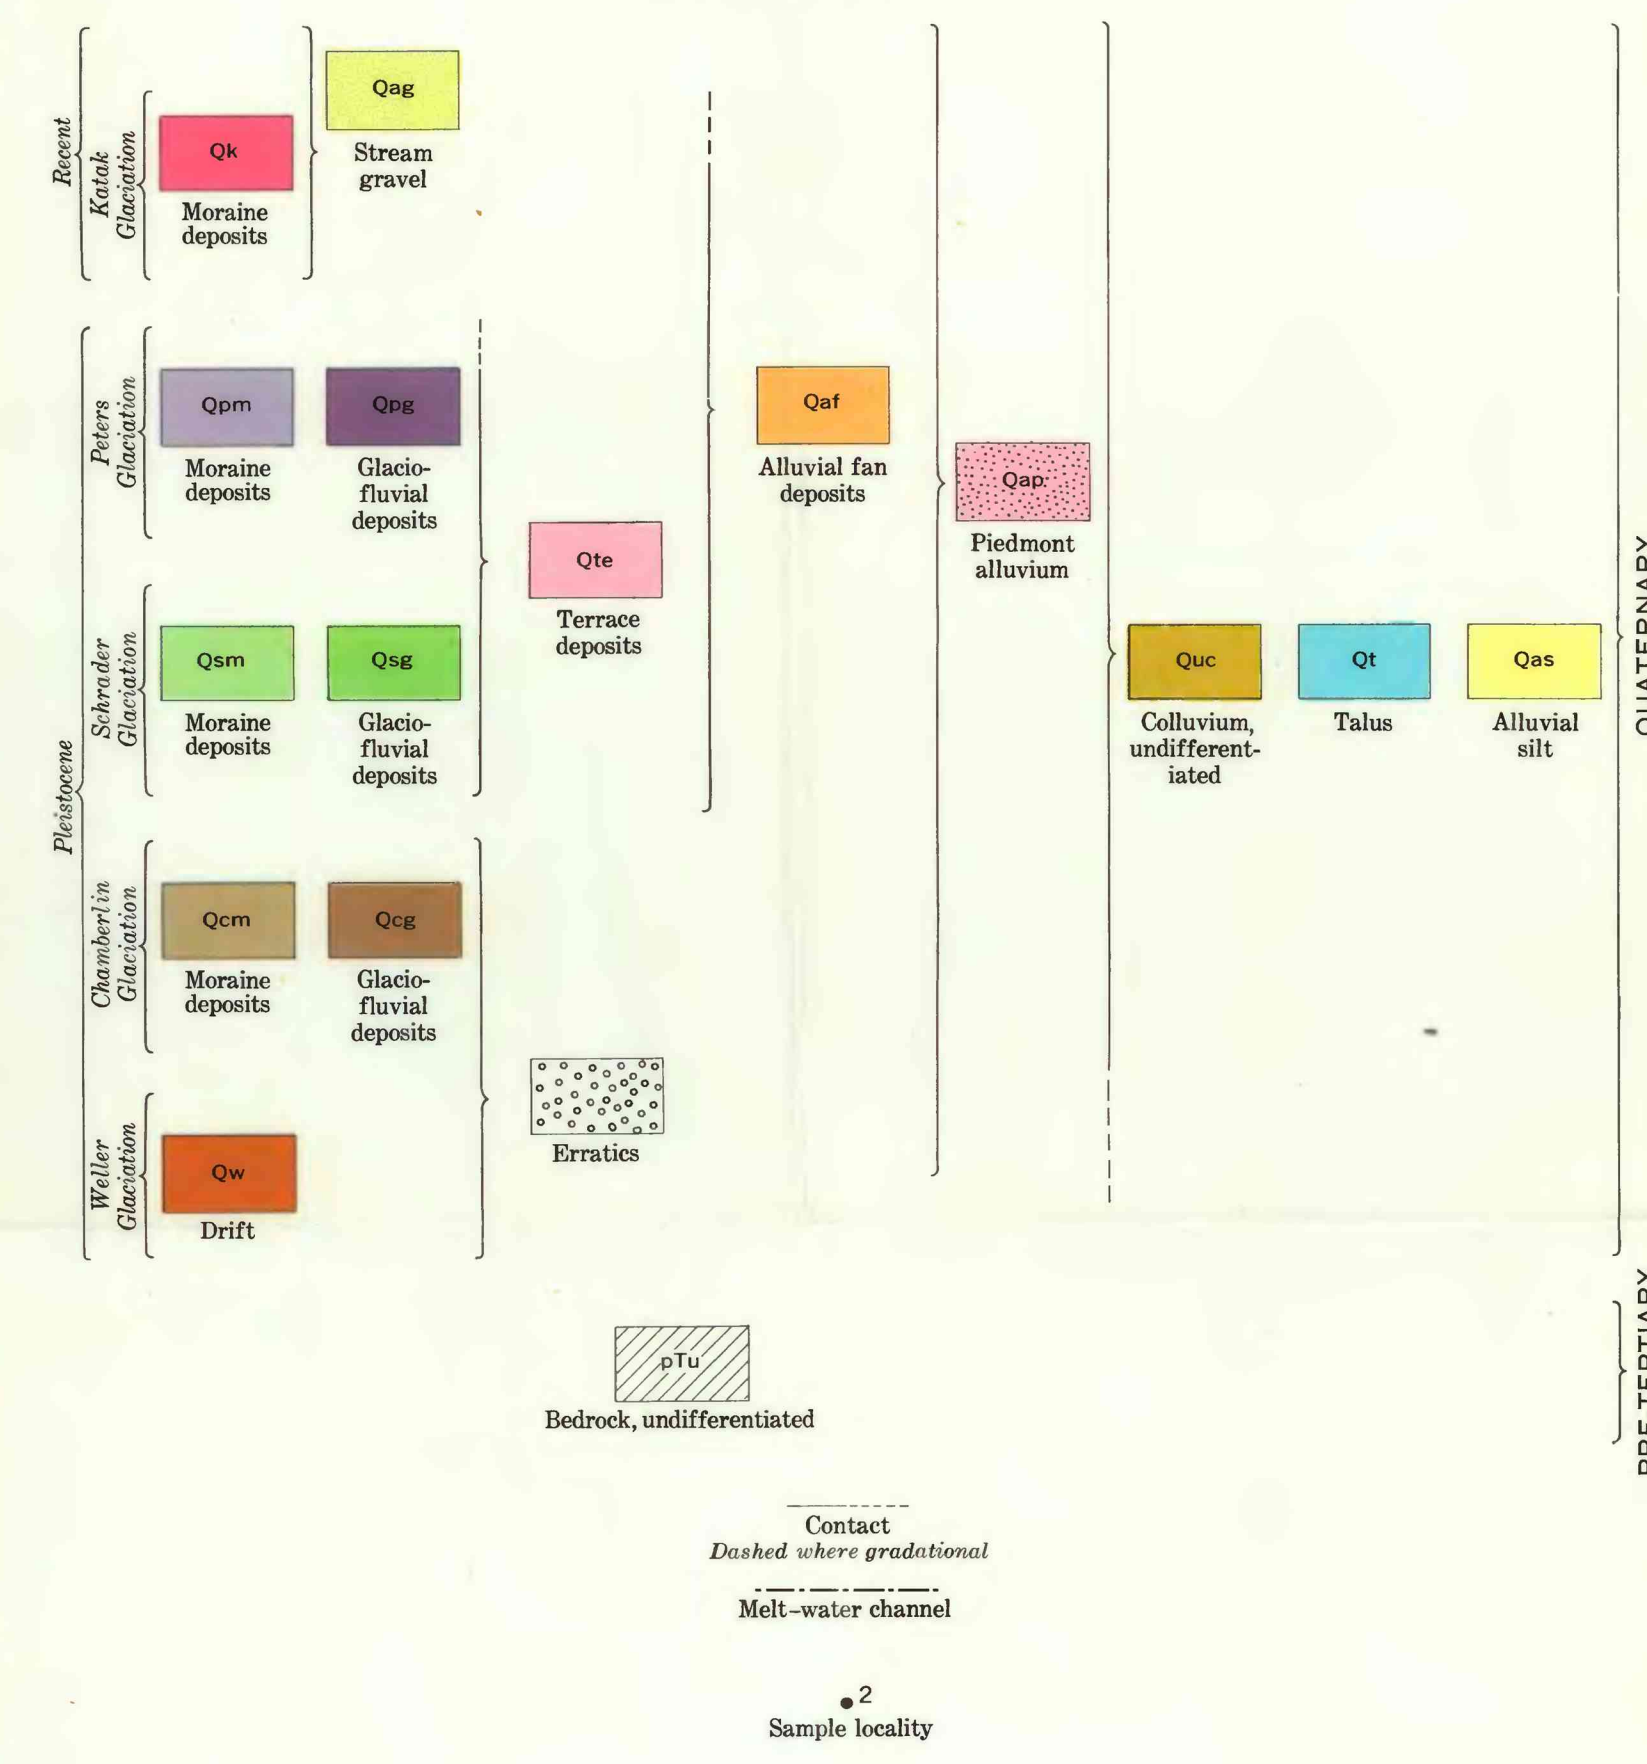 Recent
Katak
Glaciation
Qk
Moraine
deposits
Qag
Stream
gravel
Pleistocene
Peters
Glaciation
Qpm
Moraine
deposits
Qpg
Glacio-
fluvial
deposits
Schrader
Glaciation
Qsm
Moraine
deposits
Qsg
Glacio-
fluvial
deposits
Qte
Terrace
deposits
Qaf
Alluvial fan
deposits
Qap
Piedmont
alluvium
Quc
Colluvium,
undifferent-
iated
Qt
Talus
Qas
Alluvial
silt
QUATERNARY
Chamberlin
Glaciation
Qcm
Moraine
deposits
Qcg
Glacio-
fluvial
deposits
Weller
Glaciation
Qw
Drift
Erratics
pTu
Bedrock, undifferentiated
PRE-TERTIARY
Contact
Dashed where gradational
Melt-water channel
2
Sample locality